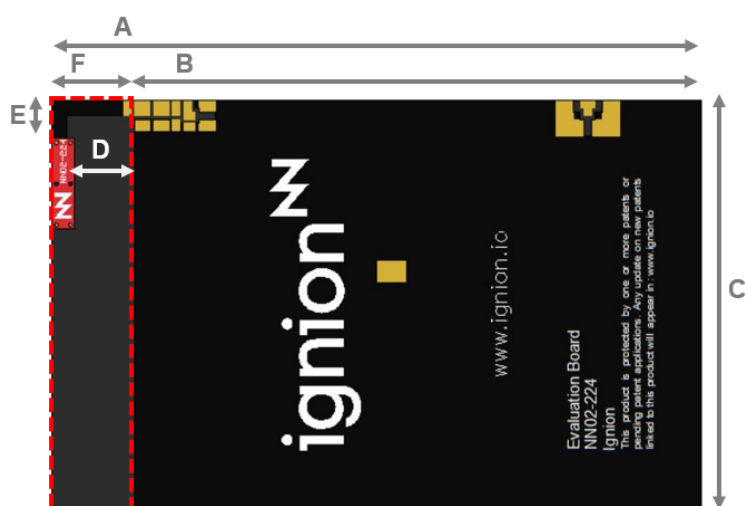 A
F
B
E
D
NN02-224
C
ignion
www.ignion.io
Evaluation Board
NN02-224
Ignion
This product is protected by one or more patents or
pending patent applications. Any update on new patents
linked to this product will appear in: www.ignion.io